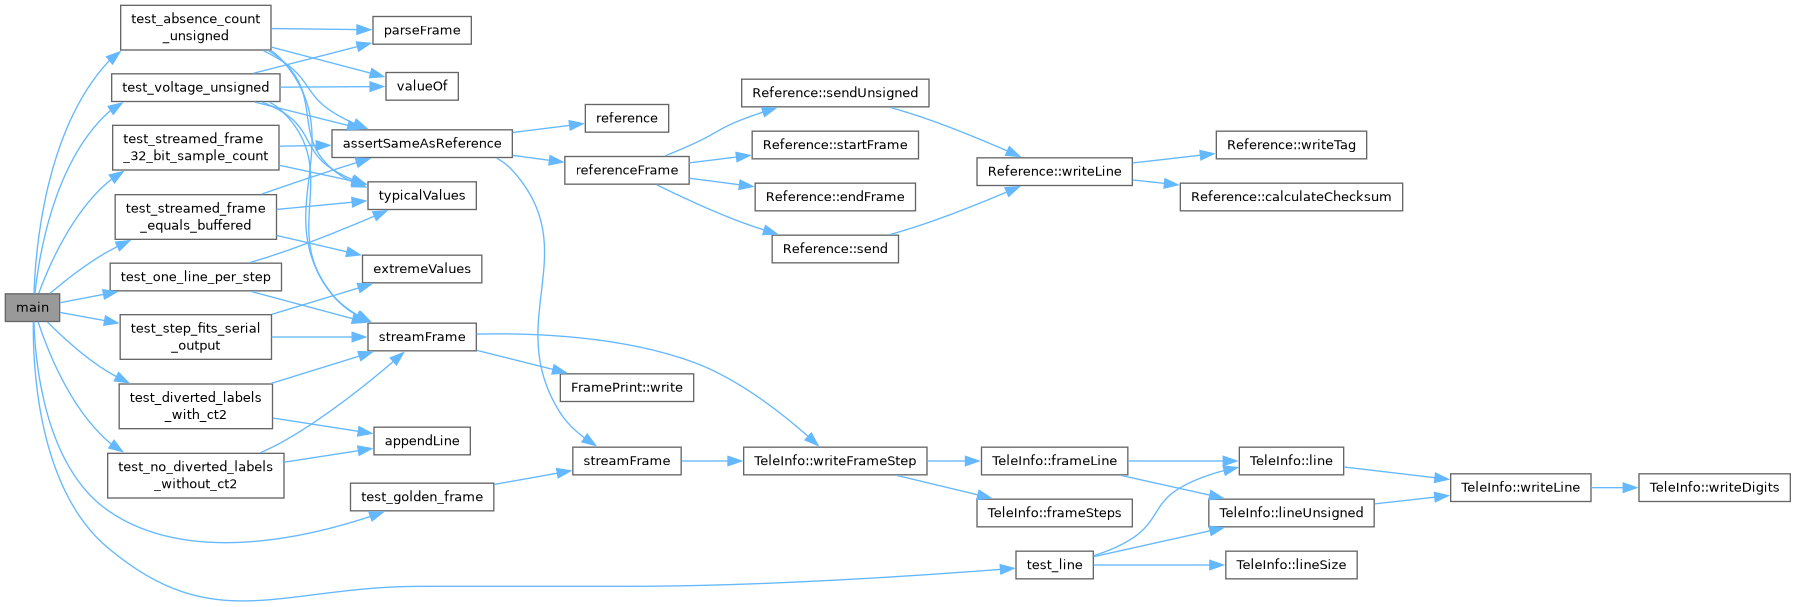 main
test_absence_count
_unsigned
test_voltage_unsigned
test_streamed_frame
_32_bit_sample_count
test_streamed_frame
_equals_buffered
test_one_line_per_step
test_step_fits_serial
_output
test_diverted_labels
_with_ct2
test_no_diverted_labels
_without_ct2
parseFrame
valueOf
assertSameAsReference
typicalValues
extremeValues
streamFrame
appendLine
test_golden_frame
reference
referenceFrame
FramePrint::write
streamFrame
Reference::sendUnsigned
Reference::startFrame
Reference::endFrame
Reference::send
TeleInfo::writeFrameStep
Reference::writeLine
TeleInfo::frameLine
TeleInfo::frameSteps
test_line
Reference::writeTag
Reference::calculateChecksum
TeleInfo::line
TeleInfo::lineUnsigned
TeleInfo::lineSize
TeleInfo::writeLine
TeleInfo::writeDigits